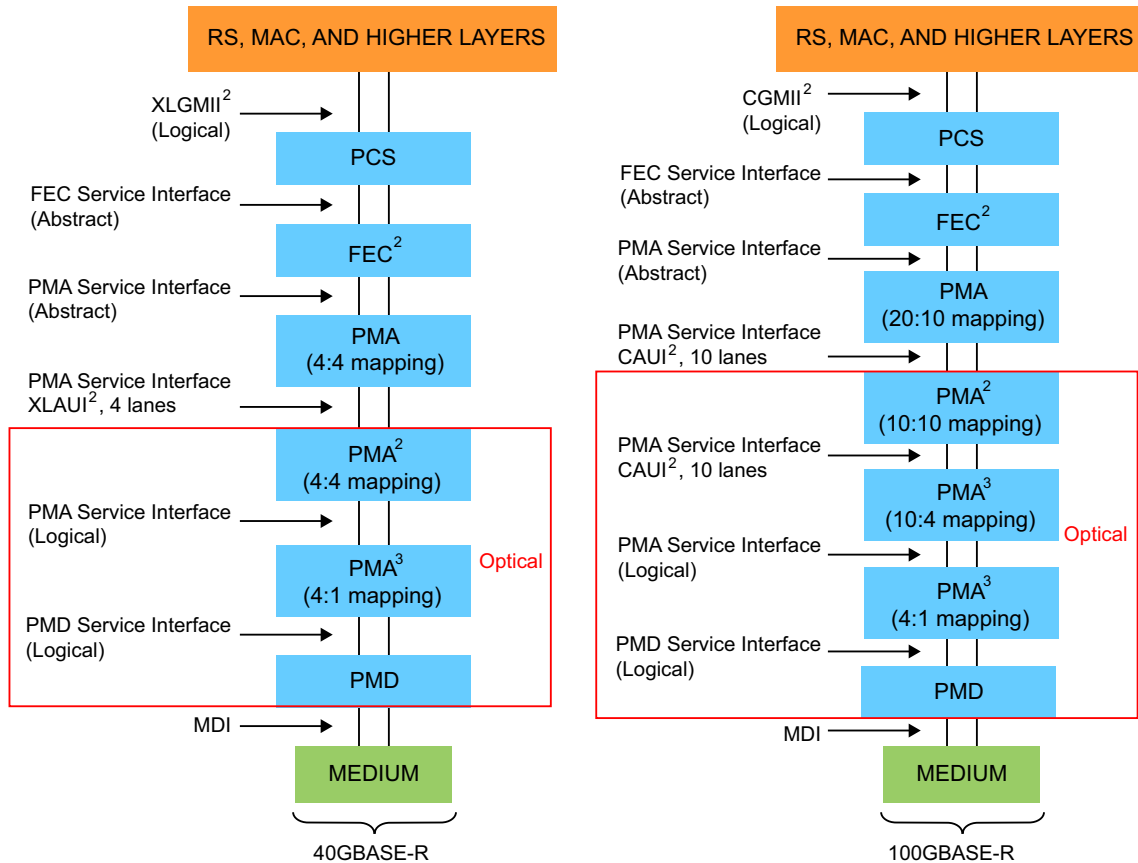 RS, MAC, AND HIGHER LAYERS
XLGMII²
(Logical)
PCS
FEC Service Interface
(Abstract)
FEC²
PMA Service Interface
(Abstract)
PMA
(4:4 mapping)
PMA Service Interface
XLAUI², 4 lanes
PMA²
(4:4 mapping)
PMA Service Interface
(Logical)
Optical
PMA³
(4:1 mapping)
PMD Service Interface
(Logical)
PMD
MDI
MEDIUM
40GBASE-R
RS, MAC, AND HIGHER LAYERS
CGMII²
(Logical)
PCS
FEC Service Interface
(Abstract)
FEC²
PMA Service Interface
(Abstract)
PMA
(20:10 mapping)
PMA Service Interface
CAUI², 10 lanes
PMA²
(10:10 mapping)
PMA Service Interface
CAUI², 10 lanes
PMA³
(10:4 mapping)
Optical
PMA Service Interface
(Logical)
PMA³
(4:1 mapping)
PMD Service Interface
(Logical)
PMD
MDI
MEDIUM
100GBASE-R